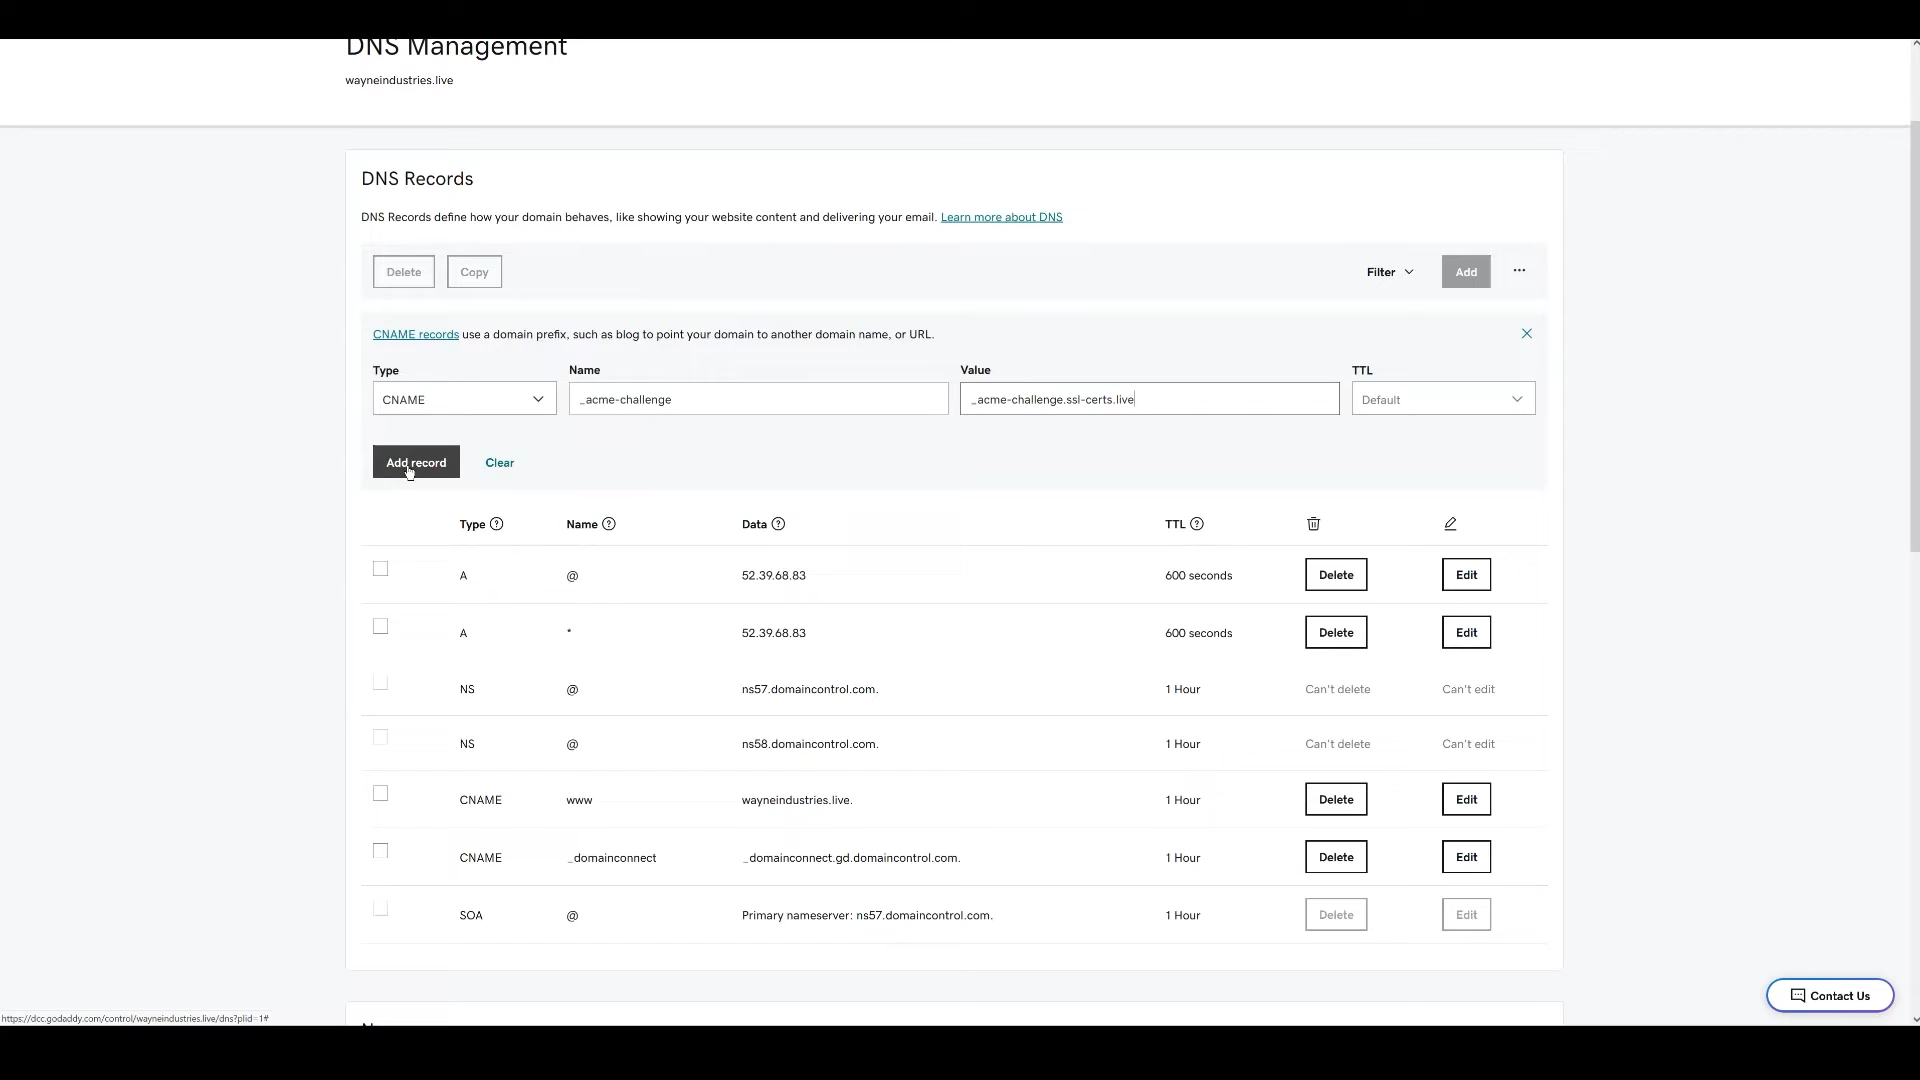 DNS Management
wayneindustries.live
DNS Records
DNS Records define how your domain behaves, like showing your website content and delivering your email. Learn more about DNS
Delete Copy Filter Add ...
CNAME records use a domain prefix, such as blog to point your domain to another domain name, or URL.
Type Name Value TTL
CNAME _acme-challenge _acme-challenge.ssl-certs.live Default
Add record Clear
Type Name Data TTL
A @ 52.39.68.83 600 seconds Delete Edit
A * 52.39.68.83 600 seconds Delete Edit
NS @ ns57.domaincontrol.com. 1 Hour Can't delete Can't edit
NS @ ns58.domaincontrol.com. 1 Hour Can't delete Can't edit
CNAME www wayneindustries.live. 1 Hour Delete Edit
CNAME _domainconnect _domainconnect.gd.domaincontrol.com. 1 Hour Delete Edit
SOA @ Primary nameserver: ns57.domaincontrol.com. 1 Hour Delete Edit
Contact Us
https://dcc.godaddy.com/control/wayneindustries.live/dns?plid=1#